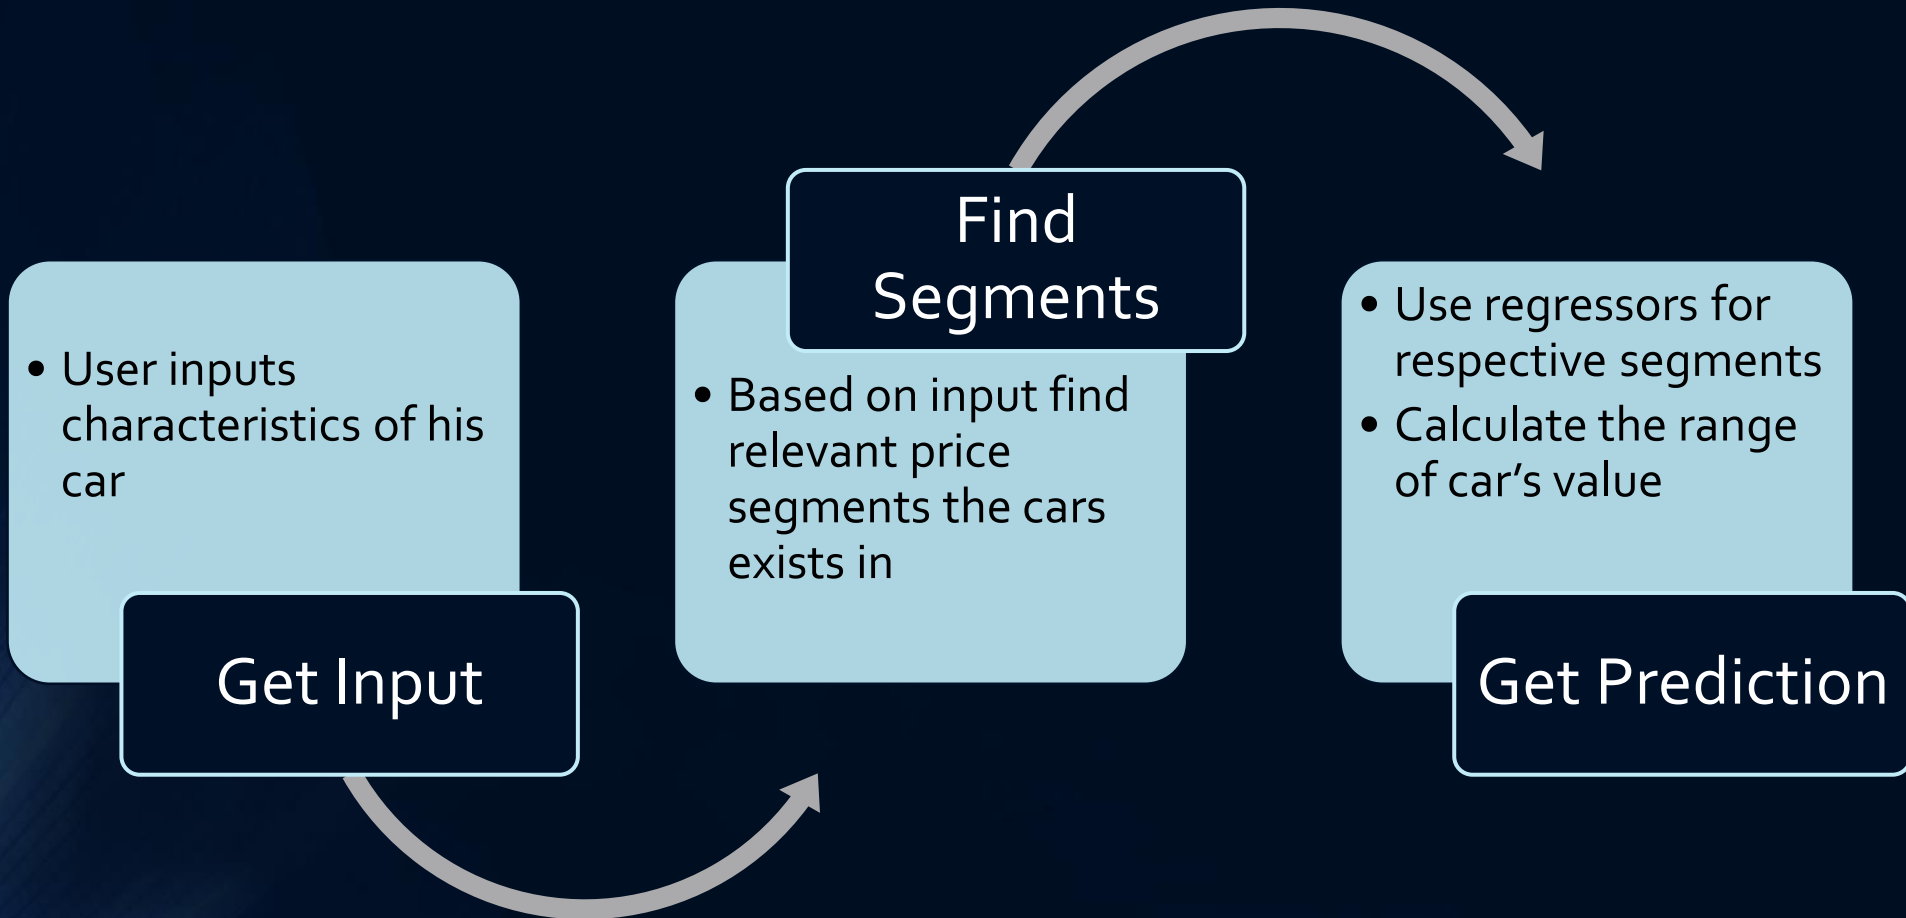 • User inputs
characteristics of his
car
Get Input
Find
Segments
• Based on input find
relevant price
segments the cars
exists in
• Use regressors for
respective segments
• Calculate the range
of car’s value
Get Prediction